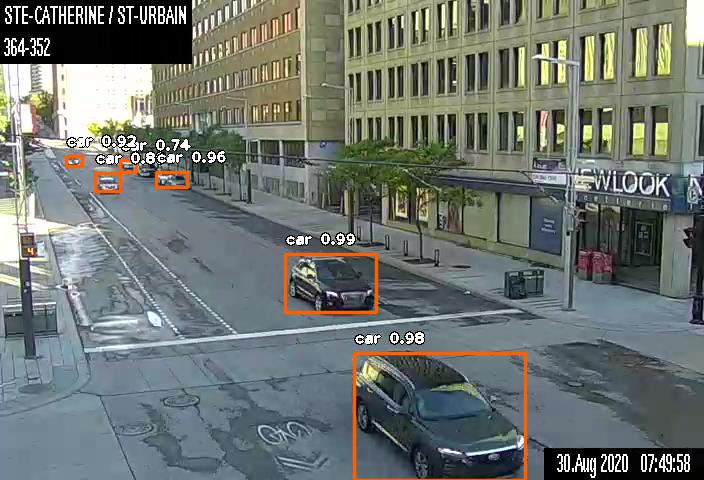 STE-CATHERINE / ST-URBAIN
364-352
car 0.92
car 0.74
car 0.8
car 0.96
car 0.99
NEWLOOK
car 0.98
30.Aug 2020 07:49:58